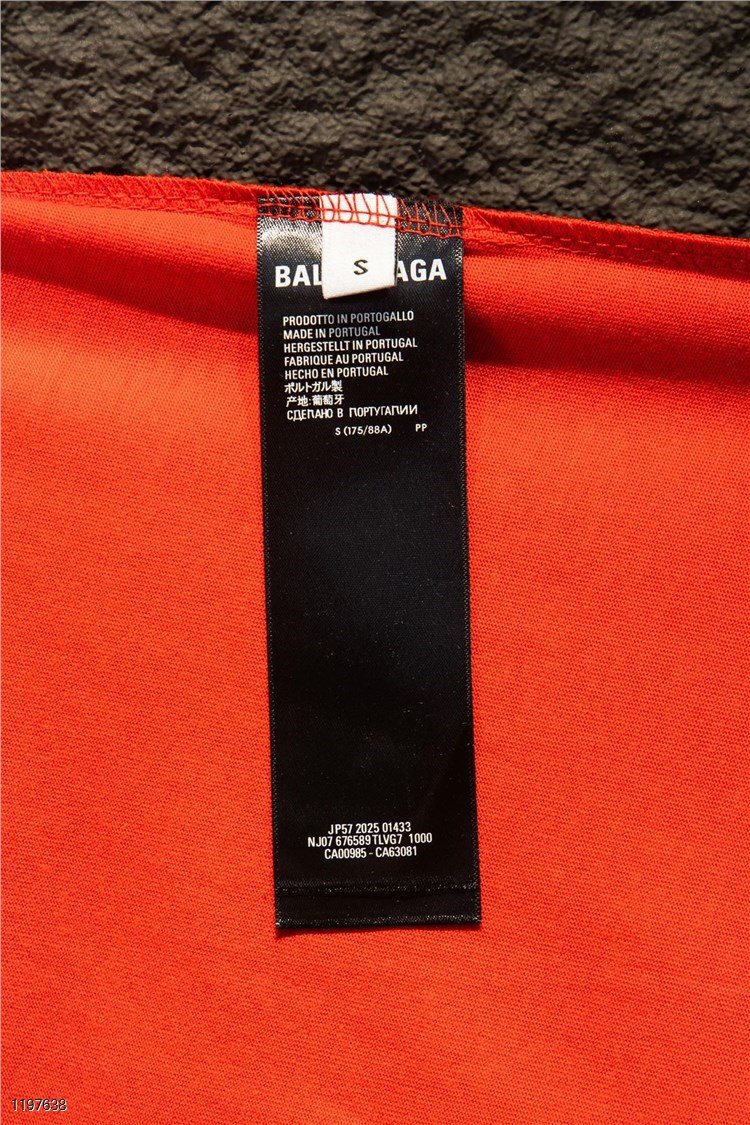 BAL AGA
S
PRODOTTO IN PORTOGALLO
MADE IN PORTUGAL
HERGESTELLT IN PORTUGAL
FABRIQUE AU PORTUGAL
HECHO EN PORTUGAL
ポルトガル製
产地:葡萄牙
СДЕЛАНО В ПОРТУГАЛИИ
S (175/88A) PP
JP57 2025 01433
NJ07 676589 TLVG7 1000
CA00985 - CA63081
1197638